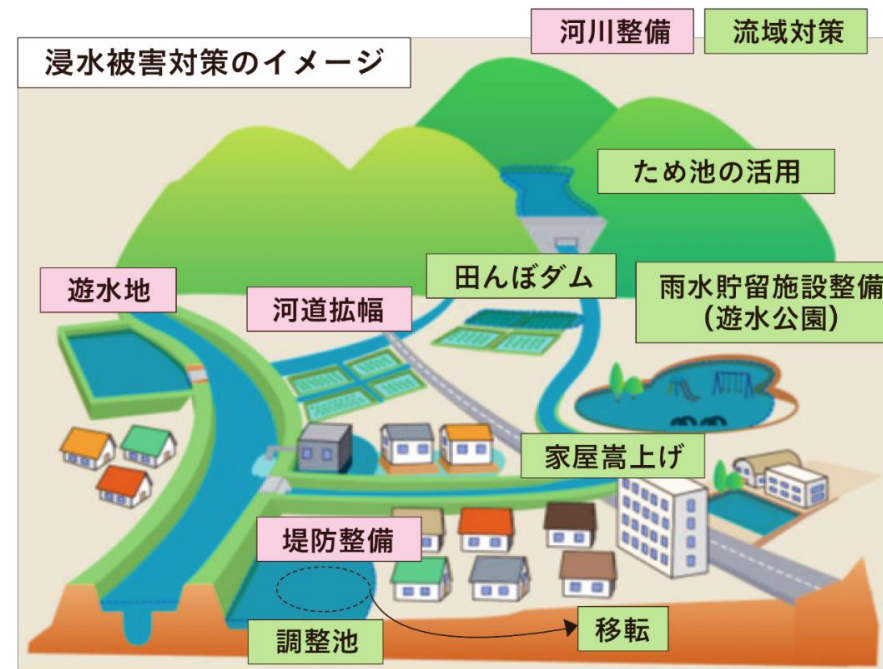 河川整備
流域対策
浸水被害対策のイメージ
ため池の活用
田んぼダム
遊水地
河道拡幅
雨水貯留施設整備
(遊水公園)
家屋嵩上げ
堤防整備
調整池
移転